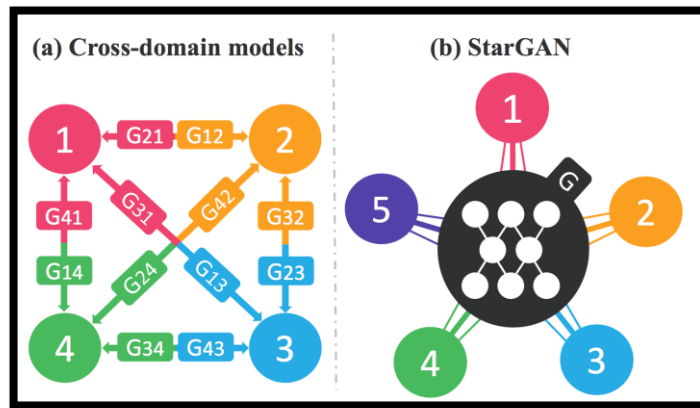 (a) Cross-domain models
(b) StarGAN
1
G21
G12
2
G41
G31
G42
G32
G14
G24
G13
G23
4
G34
G43
3
1
G
5
2
4
3